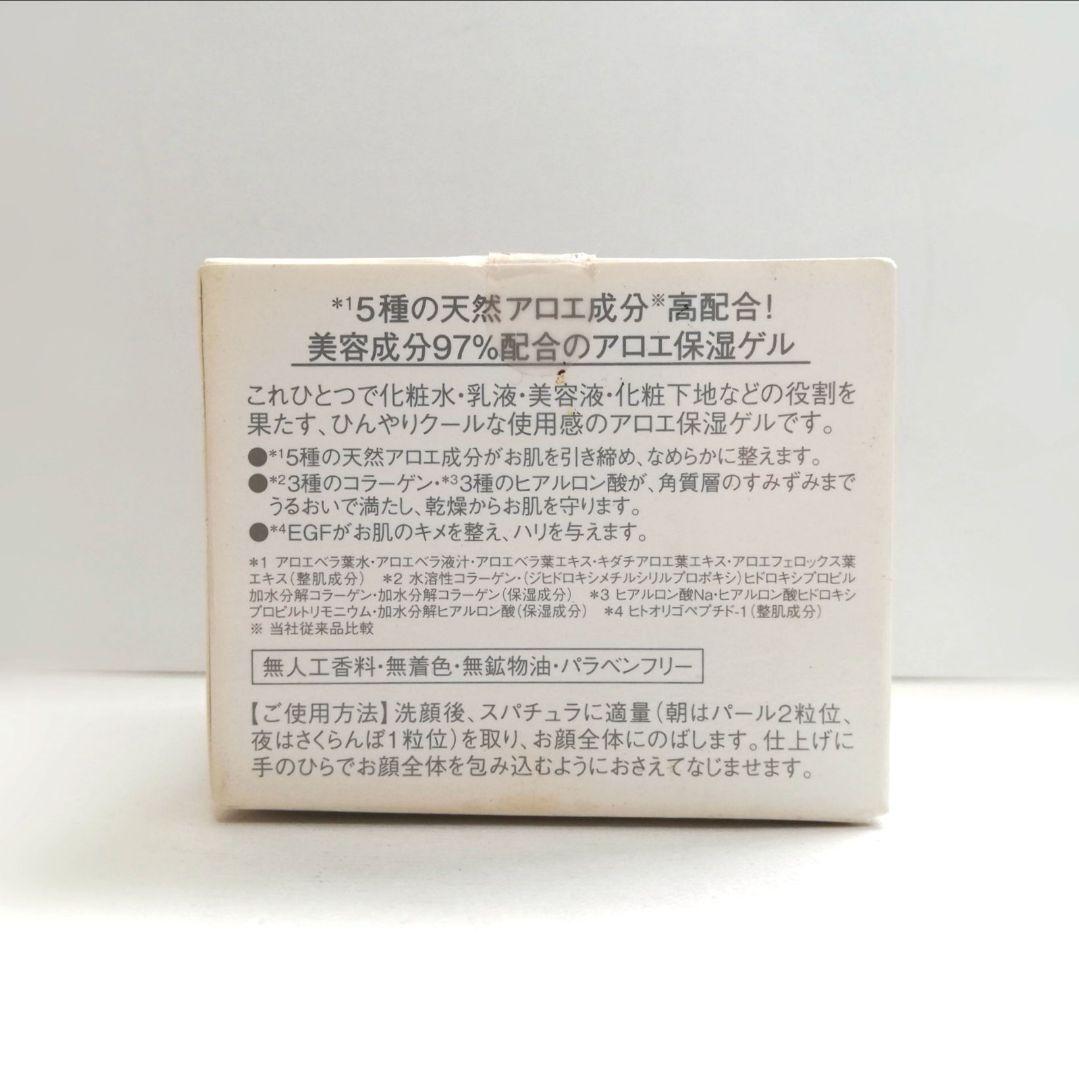 *1 5種の天然アロエ成分※高配合!
美容成分97%配合のアロエ保湿ゲル
これひとつで化粧水・乳液・美容液・化粧下地などの役割を
果たす、ひんやりクールな使用感のアロエ保湿ゲルです。
●*1 5種の天然アロエ成分がお肌を引き締め、なめらかに整えます。
●*2 3種のコラーゲン・*3 3種のヒアルロン酸が、角質層のすみずみまで
うるおいで満たし、乾燥からお肌を守ります。
●*4 EGFがお肌のキメを整え、ハリを与えます。
*1 アロエベラ葉水・アロエベラ液汁・アロエベラ葉エキス・キダチアロエ葉エキス・アロエフェロックス葉
エキス(整肌成分) *2 水溶性コラーゲン・(ジヒドロキシメチルシリルプロポキシ)ヒドロキシプロピル
加水分解コラーゲン・加水分解コラーゲン(保湿成分) *3 ヒアルロン酸Na・ヒアルロン酸ヒドロキシ
プロピルトリモニウム・加水分解ヒアルロン酸(保湿成分) *4 ヒトオリゴペプチド-1(整肌成分)
※ 当社従来品比較
無人工香料・無着色・無鉱物油・パラベンフリー
【ご使用方法】洗顔後、スパチュラに適量(朝はパール2粒位、
夜はさくらんぼ1粒位)を取り、お顔全体にのばします。仕上げに
手のひらでお顔全体を包み込むようにおさえてなじませます。